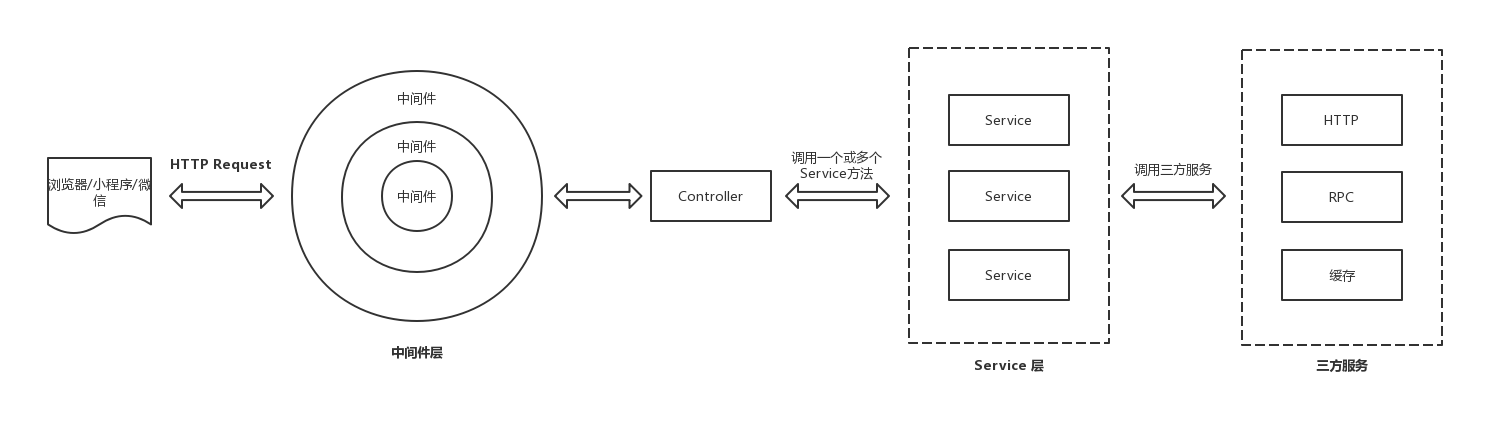 浏览器/小程序/微
信
HTTP Request
中间件
中间件
中间件
中间件层
Controller
调用一个或多个
Service方法
Service
Service
Service
Service 层
调用三方服务
HTTP
RPC
缓存
三方服务